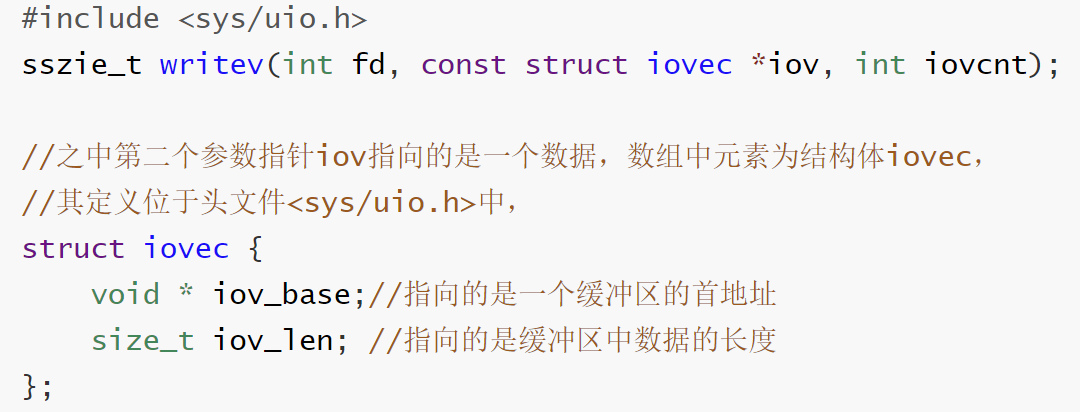 #include <sys/uio.h>
sszie_t writev(int fd, const struct iovec *iov, int iovcnt);
//之中第二个参数指针iov指向的是一个数据，数组中元素为结构体iovec，
//其定义位于头文件<sys/uio.h>中，
struct iovec {
void * iov_base;//指向的是一个缓冲区的首地址
size_t iov_len; //指向的是缓冲区中数据的长度
};